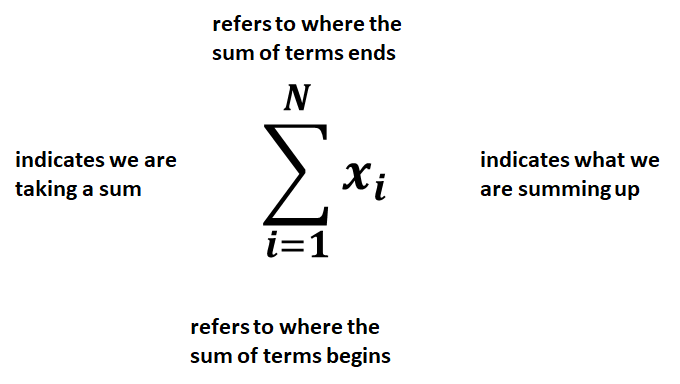 refers to where the
sum of terms ends
N
indicates we are
taking a sum
∑ xᵢ
indicates what we
are summing up
i=1
refers to where the
sum of terms begins